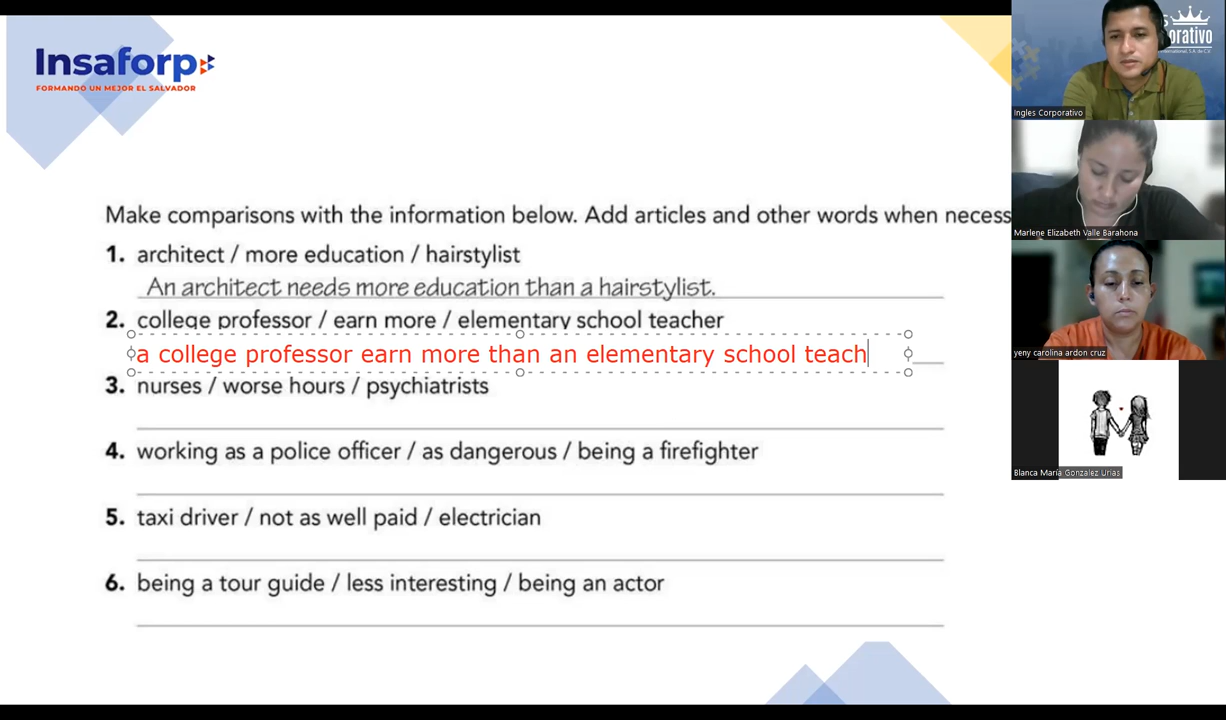 Insaforp
FORMANDO UN MEJOR EL SALVADOR
Make comparisons with the information below. Add articles and other words when necess
1. architect / more education / hairstylist
An architect needs more education than a hairstylist.
2. college professor / earn more / elementary school teacher
a college professor earn more than an elementary school teach
3. nurses / worse hours / psychiatrists
4. working as a police officer / as dangerous / being a firefighter
5. taxi driver / not as well paid / electrician
6. being a tour guide / less interesting / being an actor
orativo
Ingles Corporativo
Marlene Elizabeth Valle Barahona
yeny carolina ardon cruz
Blanca María Gonzalez Urias